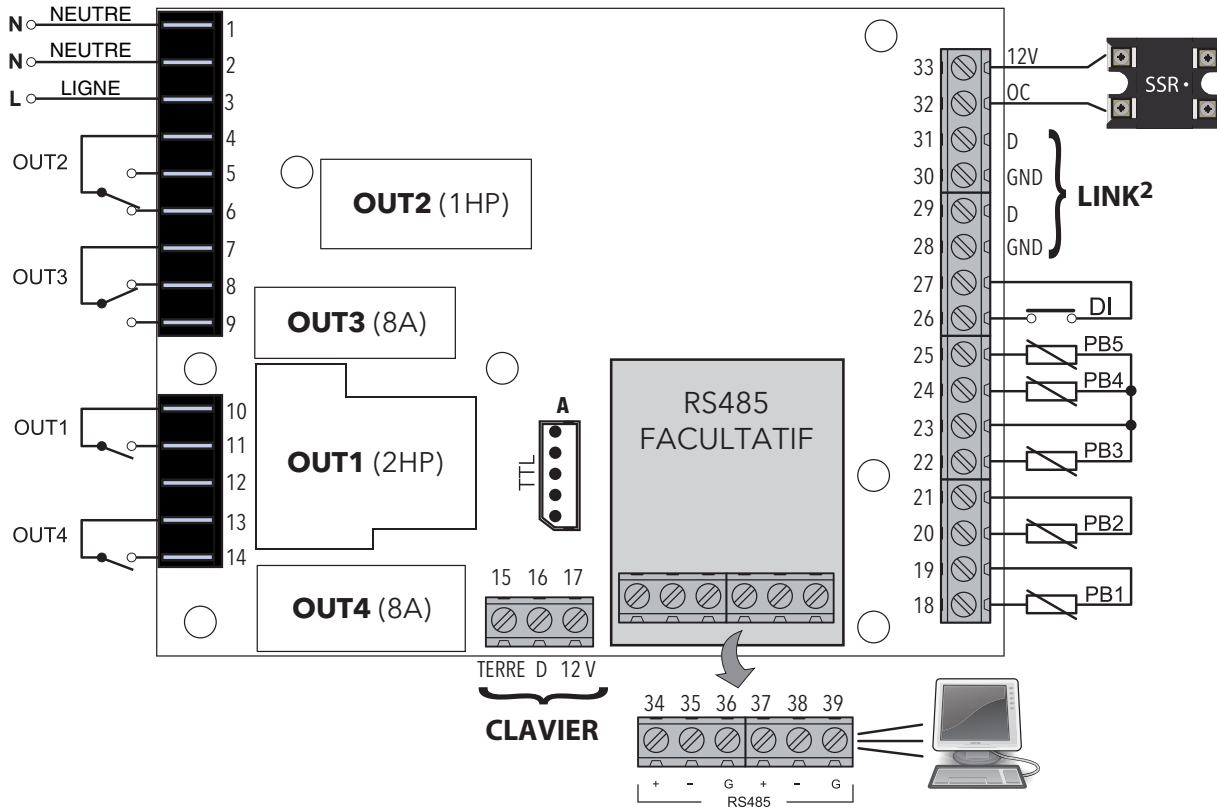 N NEUTRE 1
N NEUTRE 2
L LIGNE 3
4
OUT2 5
6
7
OUT3 8
9
10
OUT1 11
12
13
OUT4 14
OUT2 (1HP)
OUT3 (8A)
OUT1 (2HP)
OUT4 (8A)
A
TTL
RS485
FACULTATIF
15 16 17
TERRE D 12 V
CLAVIER
34 35 36 37 38 39
+ - G + - G
RS485
33 12V
32 OC
SSR
31 D
30 GND
29 D
28 GND
LINK²
27
26 DI
25 PB5
24 PB4
23
22 PB3
21
20 PB2
19
18 PB1